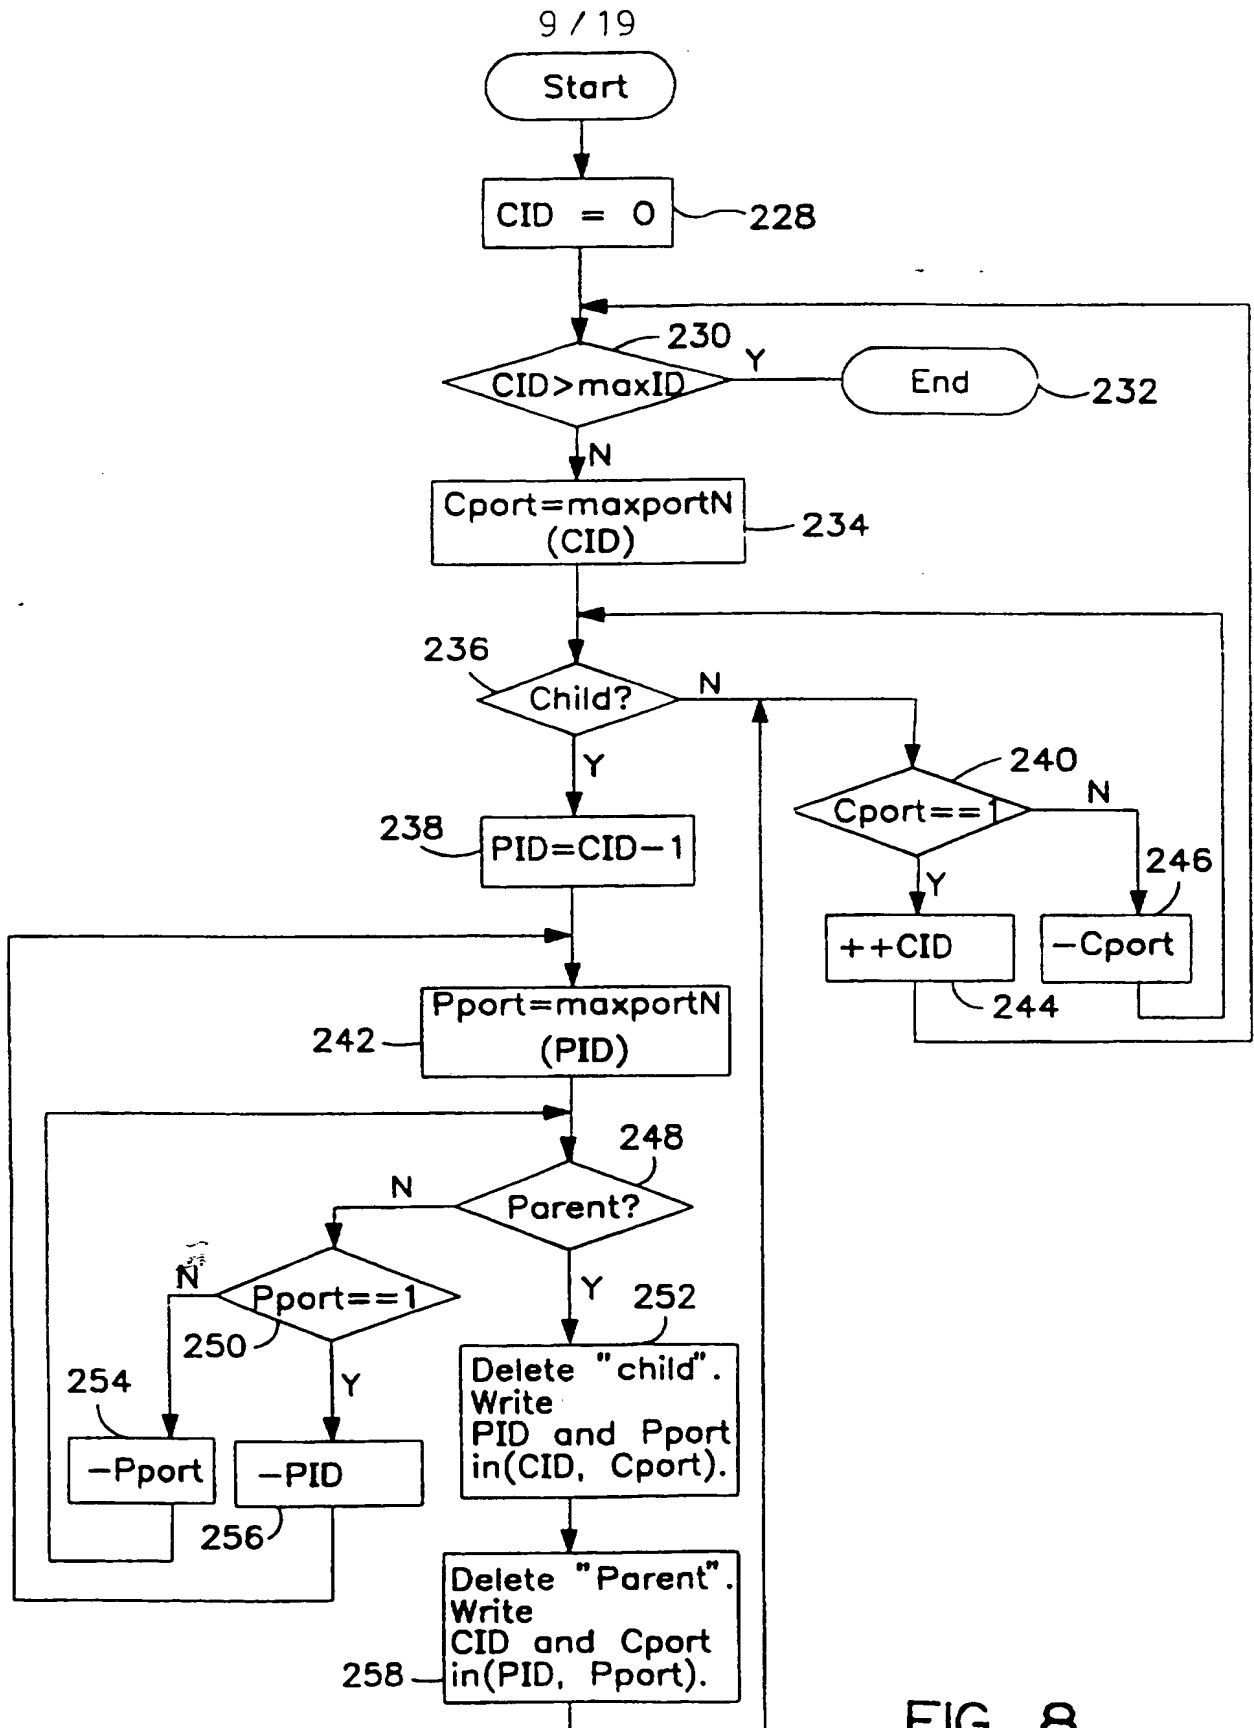 9 / 19
Start
CID = 0
228
230
CID>maxID
Y
End
232
N
Cport=maxportN
(CID)
234
236
Child?
N
Y
240
Cport==1
N
238
PID=CID-1
Y
246
++CID
-Cport
244
Pport=maxportN
(PID)
242
248
Parent?
N
Y
N
Pport==1
250
252
254
Y
Delete "child".
Write
PID and Pport
in(CID, Cport).
-Pport
-PID
256
Delete "Parent".
Write
CID and Cport
in(PID, Pport).
258
FIG. 8